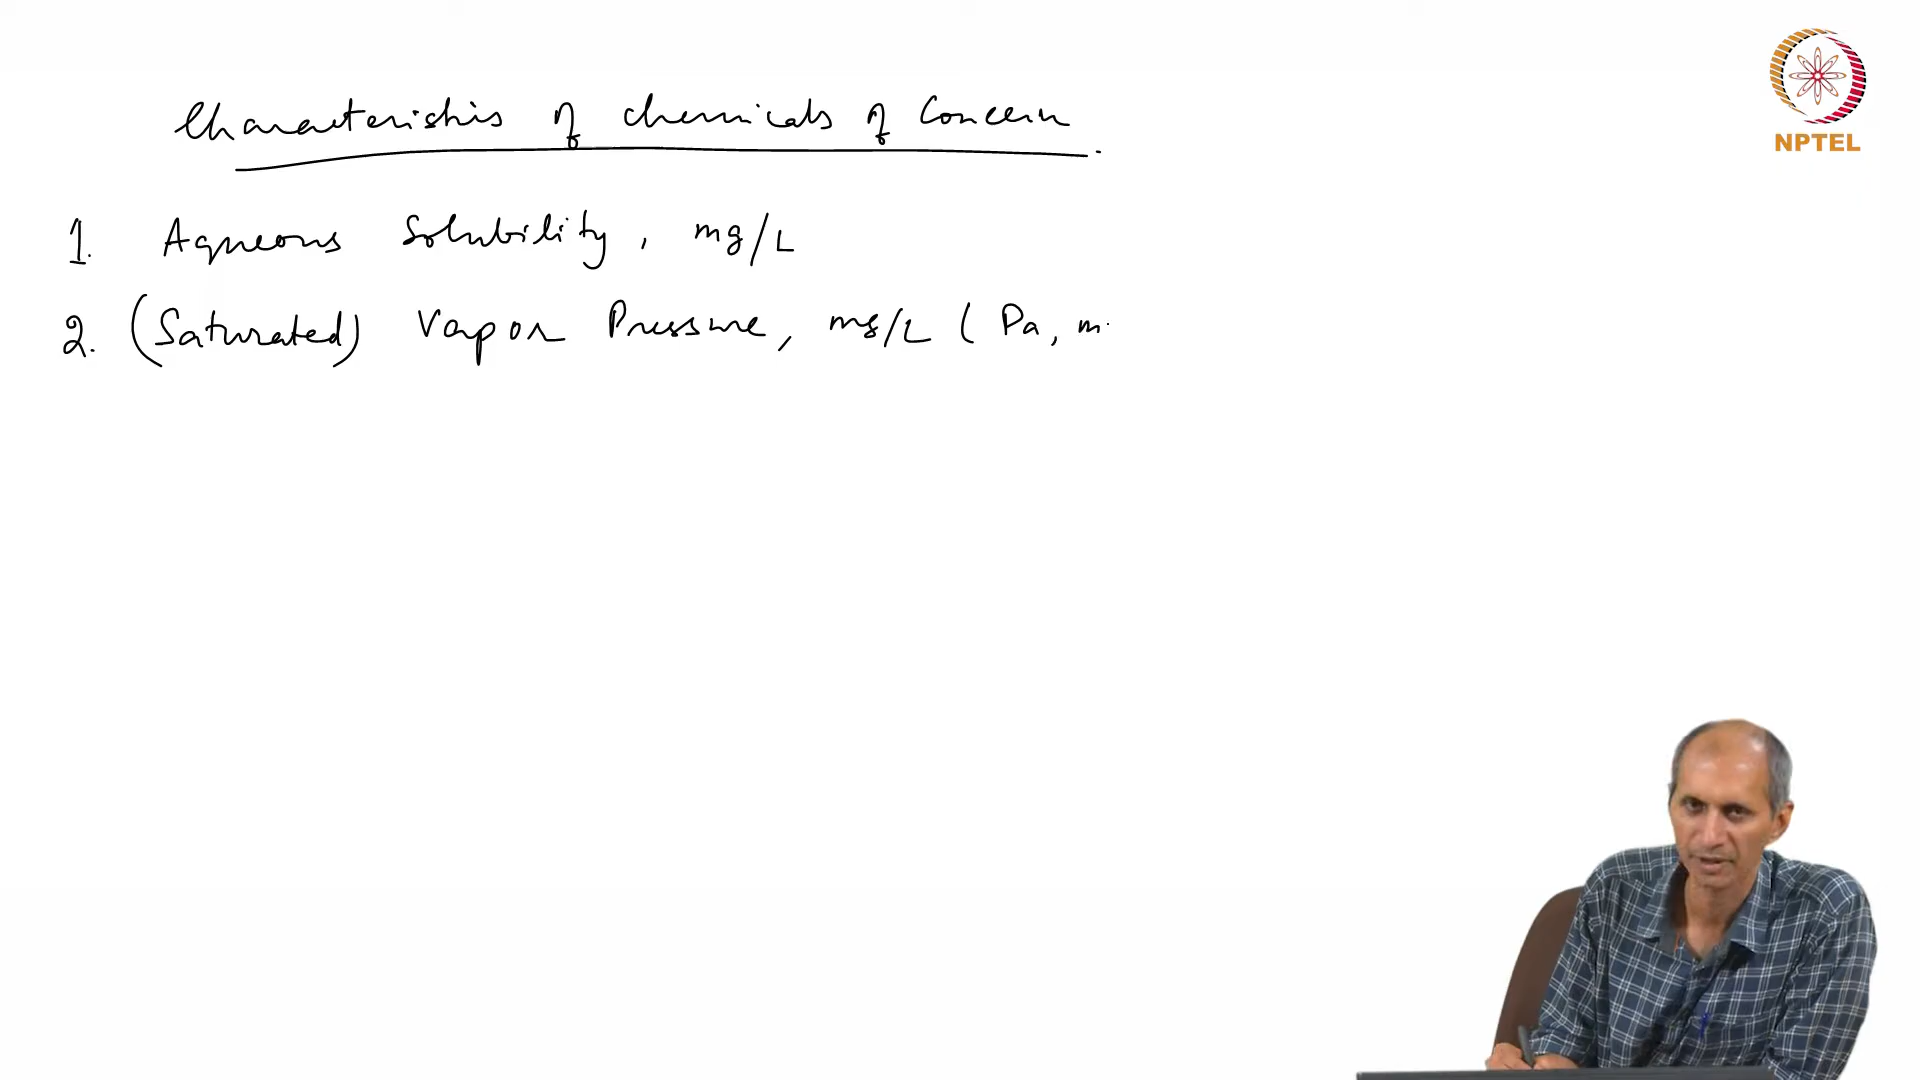 Characteristics of Chemicals of Concern.
1. Aqueous Solubility, mg/L
2. (Saturated) Vapor Pressure, mg/L (Pa, m
NPTEL